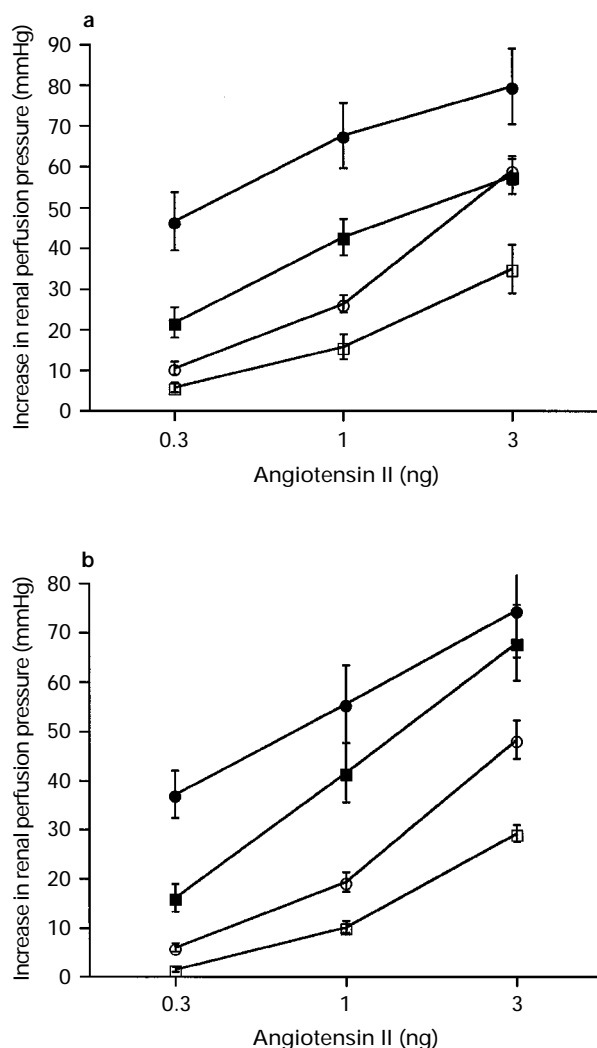 a
90
80
70
60
50
40
30
20
10
0
Increase in renal perfusion pressure (mmHg)
0.3 1 3
Angiotensin II (ng)
b
80
70
60
50
40
30
20
10
0
Increase in renal perfusion pressure (mmHg)
0.3 1 3
Angiotensin II (ng)